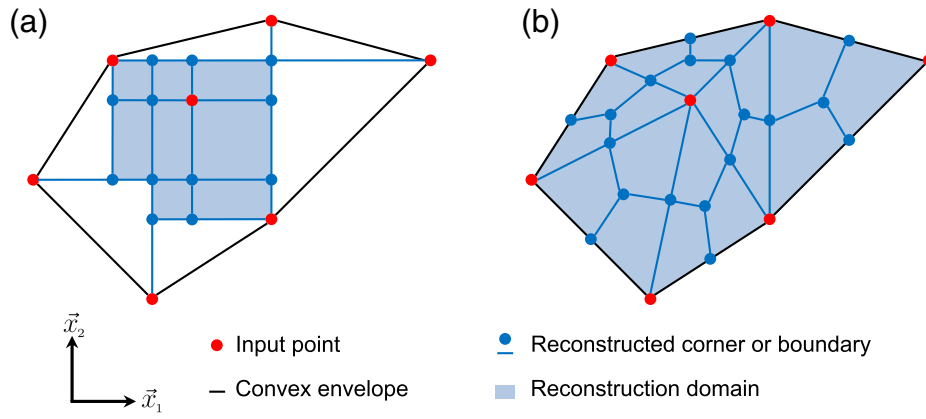 (a)
(b)
x⃗₂
x⃗₁
Input point
Convex envelope
Reconstructed corner or boundary
Reconstruction domain